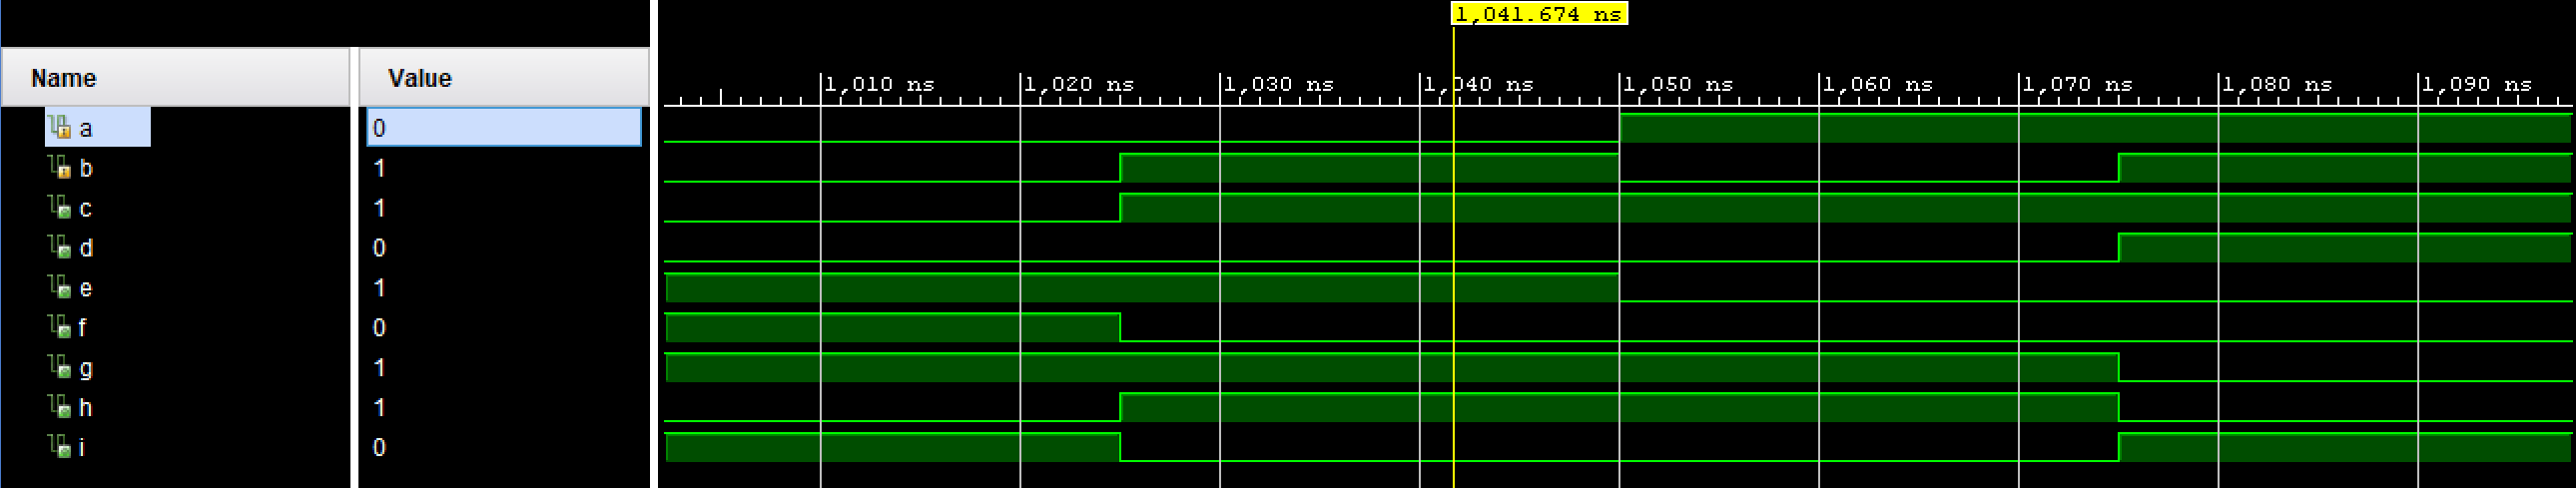 1,041.674 ns
Name Value
1,010 ns 1,020 ns 1,030 ns 1,040 ns 1,050 ns 1,060 ns 1,070 ns 1,080 ns 1,090 ns
a 0
b 1
c 1
d 0
e 1
f 0
g 1
h 1
i 0